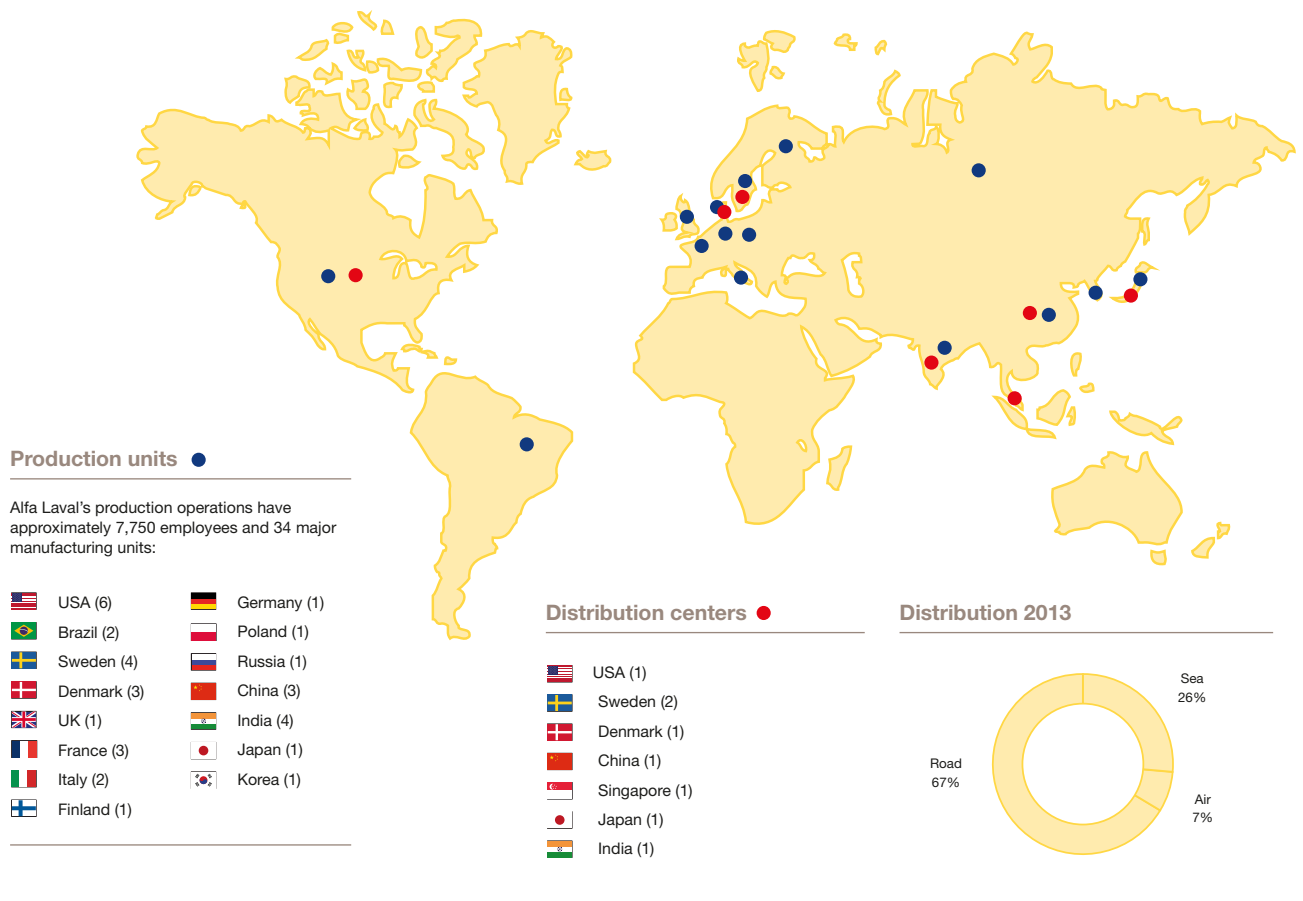 Production units
Alfa Laval’s production operations have
approximately 7,750 employees and 34 major
manufacturing units:
USA (6)
Brazil (2)
Sweden (4)
Denmark (3)
UK (1)
France (3)
Italy (2)
Finland (1)
Germany (1)
Poland (1)
Russia (1)
China (3)
India (4)
Japan (1)
Korea (1)
Distribution centers
USA (1)
Sweden (2)
Denmark (1)
China (1)
Singapore (1)
Japan (1)
India (1)
Distribution 2013
Sea
26%
Road
67%
Air
7%